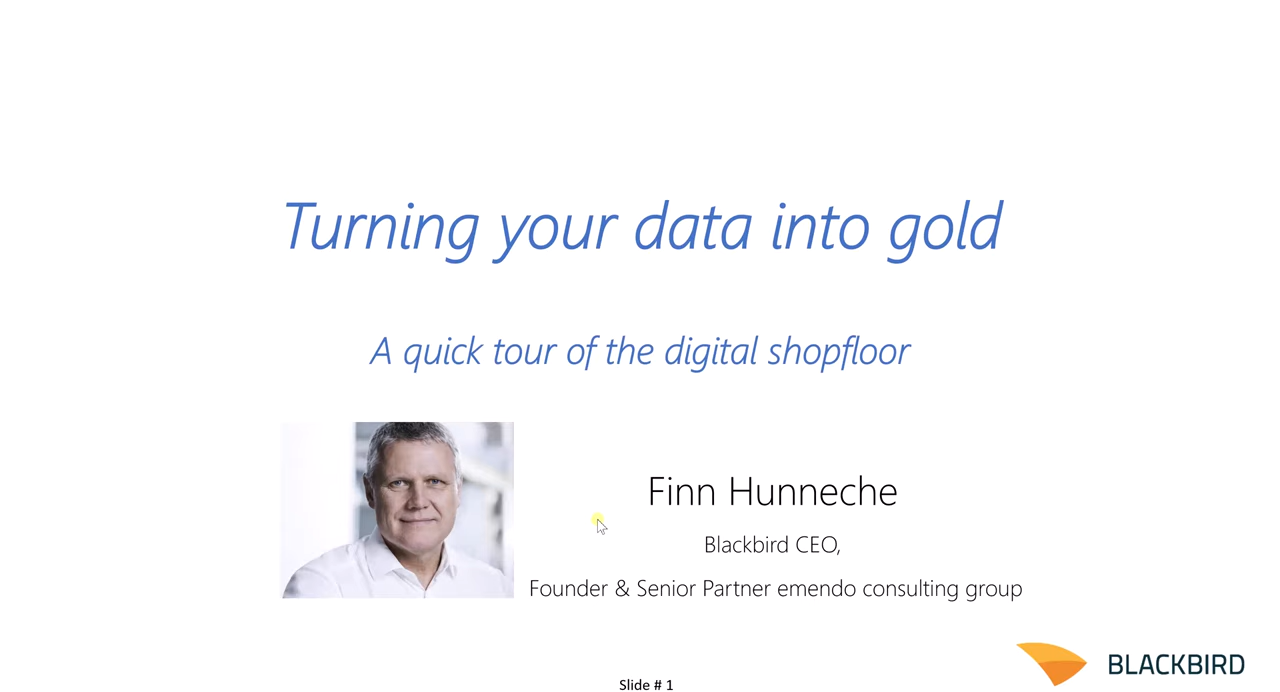 Turning your data into gold
A quick tour of the digital shopfloor
Finn Hunneche
Blackbird CEO,
Founder & Senior Partner emendo consulting group
BLACKBIRD
Slide # 1